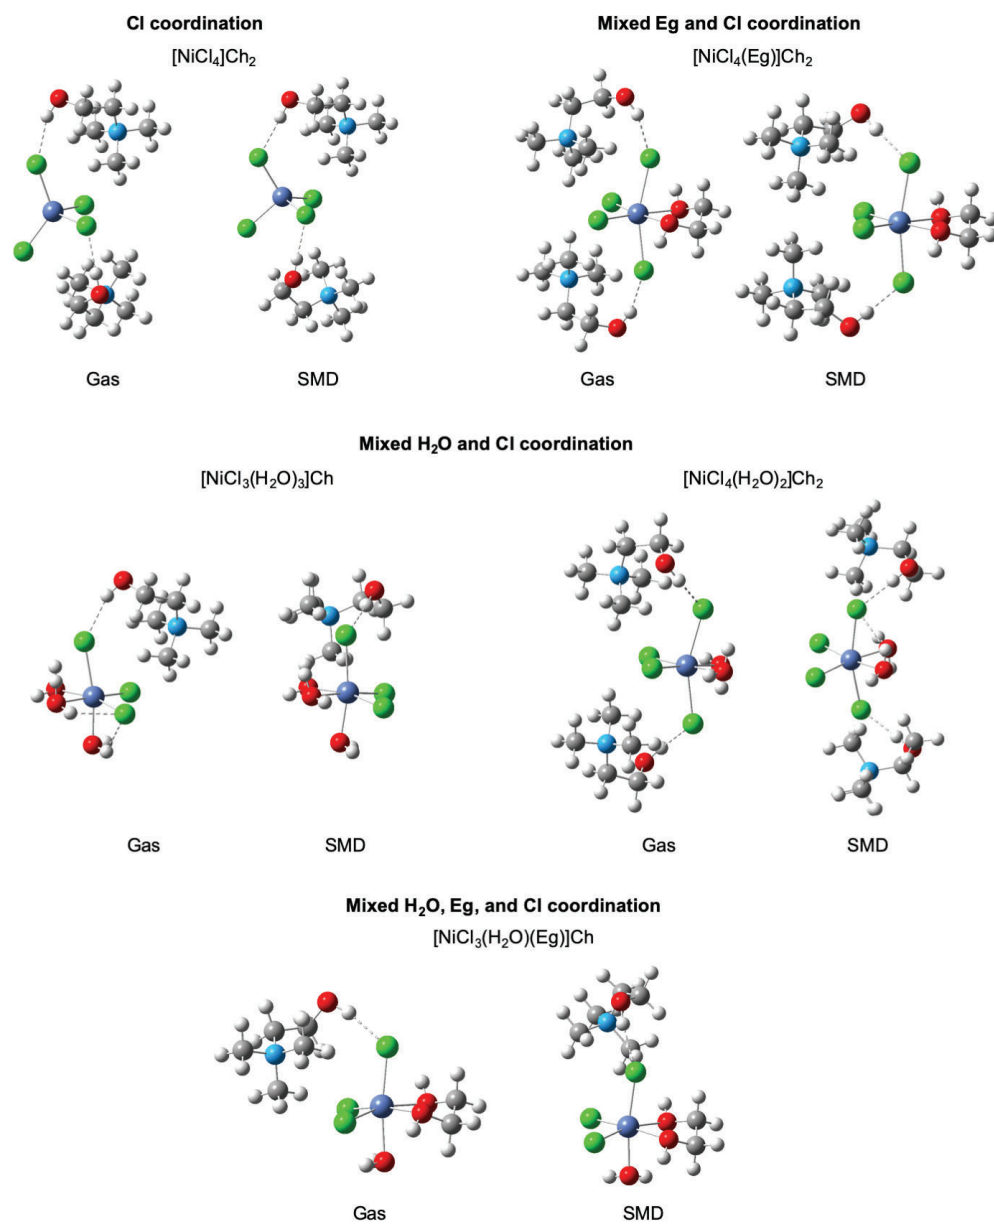 Cl coordination
[NiCl₄]Ch₂
Gas
SMD
Mixed Eg and Cl coordination
[NiCl₄(Eg)]Ch₂
Gas
SMD
Mixed H₂O and Cl coordination
[NiCl₃(H₂O)₃]Ch
Gas
SMD
[NiCl₄(H₂O)₂]Ch₂
Gas
SMD
Mixed H₂O, Eg, and Cl coordination
[NiCl₃(H₂O)(Eg)]Ch
Gas
SMD